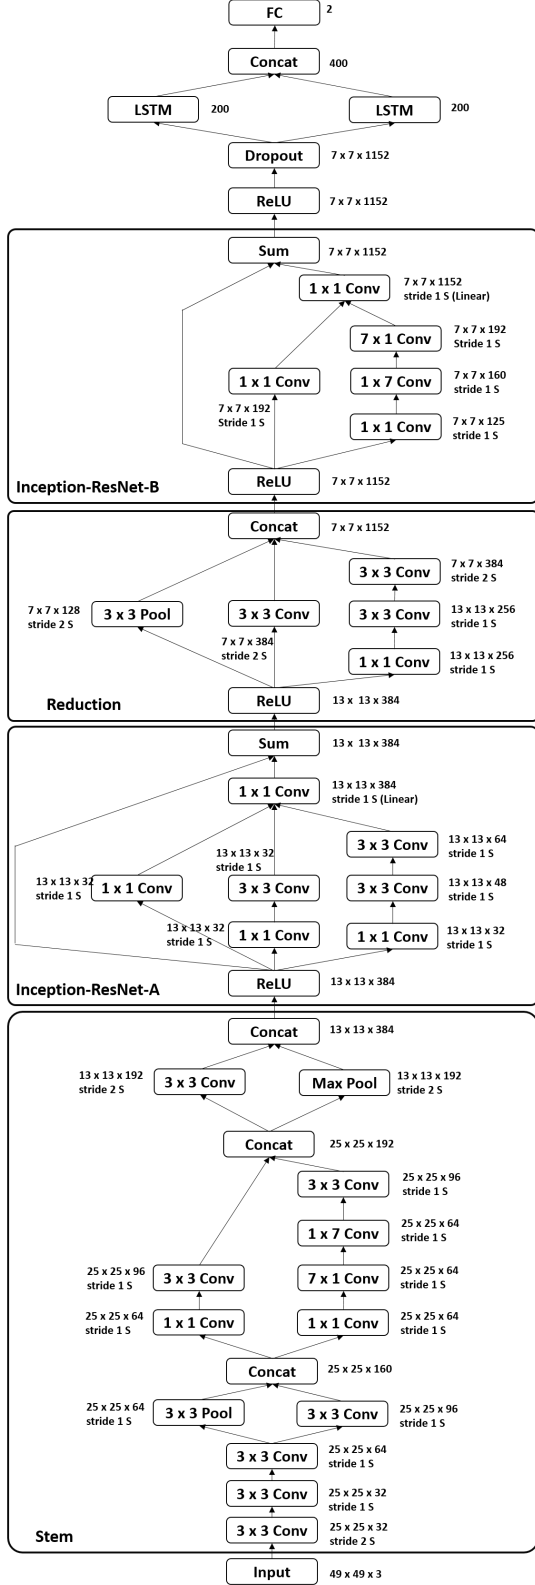 FC 2
Concat 400
LSTM 200 LSTM 200
Dropout 7 x 7 x 1152
ReLU 7 x 7 x 1152
Sum 7 x 7 x 1152
1 x 1 Conv 7 x 7 x 1152
stride 1 S (Linear)
7 x 1 Conv 7 x 7 x 192
Stride 1 S
1 x 1 Conv 1 x 7 Conv 7 x 7 x 160
stride 1 S
7 x 7 x 192
Stride 1 S
1 x 1 Conv 7 x 7 x 125
stride 1 S
Inception-ResNet-B ReLU 7 x 7 x 1152
Concat 7 x 7 x 1152
3 x 3 Conv 7 x 7 x 384
stride 2 S
7 x 7 x 128
stride 2 S
3 x 3 Pool 3 x 3 Conv 3 x 3 Conv 13 x 13 x 256
stride 1 S
7 x 7 x 384
stride 2 S
1 x 1 Conv 13 x 13 x 256
stride 1 S
Reduction ReLU 13 x 13 x 384
Sum 13 x 13 x 384
1 x 1 Conv 13 x 13 x 384
stride 1 S (Linear)
3 x 3 Conv 13 x 13 x 64
stride 1 S
13 x 13 x 32
stride 1 S
13 x 13 x 32
stride 1 S
1 x 1 Conv 3 x 3 Conv 3 x 3 Conv 13 x 13 x 48
stride 1 S
13 x 13 x 32
stride 1 S
1 x 1 Conv 1 x 1 Conv 13 x 13 x 32
stride 1 S
Inception-ResNet-A ReLU 13 x 13 x 384
Concat 13 x 13 x 384
13 x 13 x 192
stride 2 S
3 x 3 Conv Max Pool 13 x 13 x 192
stride 2 S
Concat 25 x 25 x 192
3 x 3 Conv 25 x 25 x 96
stride 1 S
1 x 7 Conv 25 x 25 x 64
stride 1 S
25 x 25 x 96
stride 1 S
3 x 3 Conv 7 x 1 Conv 25 x 25 x 64
stride 1 S
25 x 25 x 64
stride 1 S
1 x 1 Conv 1 x 1 Conv 25 x 25 x 64
stride 1 S
Concat 25 x 25 x 160
25 x 25 x 64
stride 1 S
3 x 3 Pool 3 x 3 Conv 25 x 25 x 96
stride 1 S
3 x 3 Conv 25 x 25 x 64
stride 1 S
3 x 3 Conv 25 x 25 x 32
stride 1 S
Stem 3 x 3 Conv 25 x 25 x 32
stride 2 S
Input 49 x 49 x 3